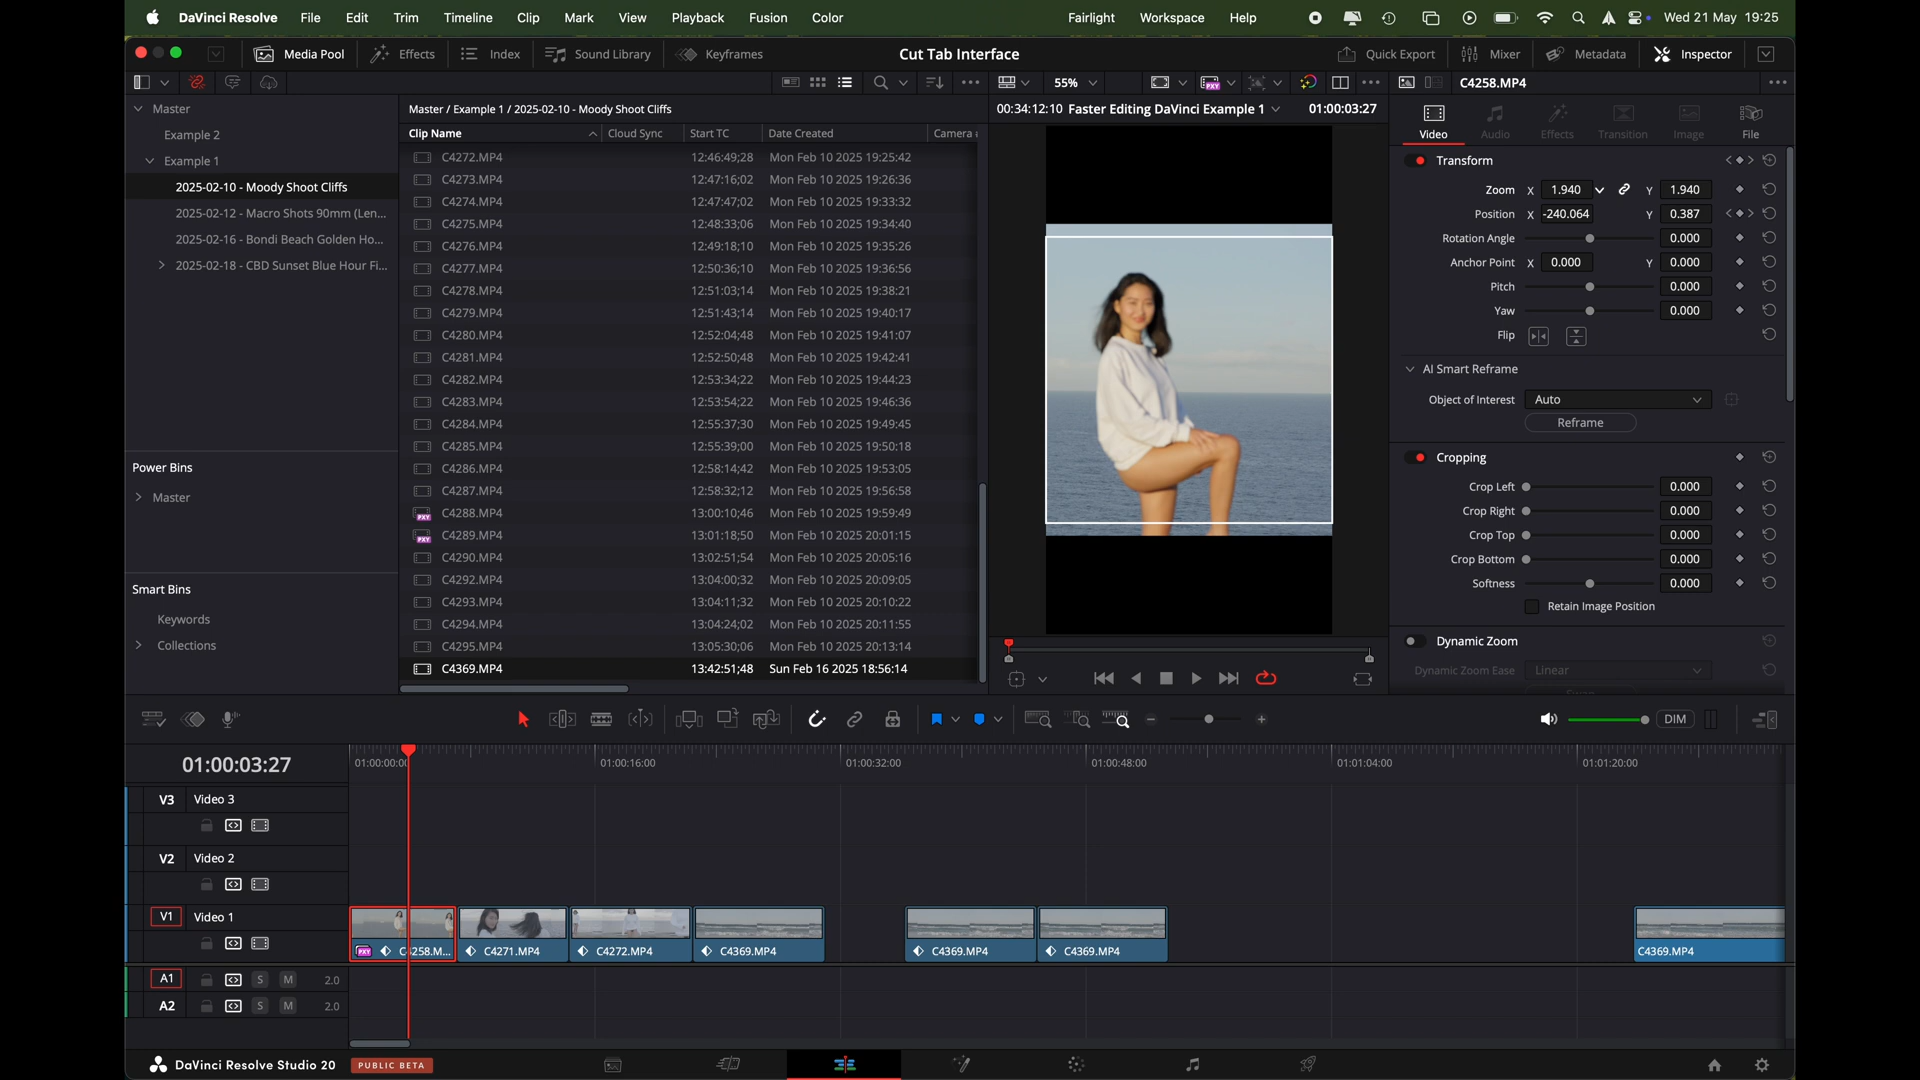 DaVinci Resolve File Edit Trim Timeline Clip Mark View Playback Fusion Color Fairlight Workspace Help Wed 21 May 19:25
Media Pool Effects Index Sound Library Keyframes Cut Tab Interface Quick Export Mixer Metadata Inspector
55% PXY C4258.MP4
Master
Example 2
Example 1
2025-02-10 - Moody Shoot Cliffs
2025-02-12 - Macro Shots 90mm (Len...
2025-02-16 - Bondi Beach Golden Ho...
2025-02-18 - CBD Sunset Blue Hour Fi...
Power Bins
Master
Smart Bins
Keywords
Collections
Master / Example 1 / 2025-02-10 - Moody Shoot Cliffs
Clip Name Cloud Sync Start TC Date Created Camera
C4272.MP4 12:46:49;28 Mon Feb 10 2025 19:25:42
C4273.MP4 12:47:16;02 Mon Feb 10 2025 19:26:36
C4274.MP4 12:47:47;02 Mon Feb 10 2025 19:33:32
C4275.MP4 12:48:33;06 Mon Feb 10 2025 19:34:40
C4276.MP4 12:49:18;10 Mon Feb 10 2025 19:35:26
C4277.MP4 12:50:36;10 Mon Feb 10 2025 19:36:56
C4278.MP4 12:51:03;14 Mon Feb 10 2025 19:38:21
C4279.MP4 12:51:43;14 Mon Feb 10 2025 19:40:17
C4280.MP4 12:52:04;48 Mon Feb 10 2025 19:41:07
C4281.MP4 12:52:50;48 Mon Feb 10 2025 19:42:41
C4282.MP4 12:53:34;22 Mon Feb 10 2025 19:44:23
C4283.MP4 12:53:54;22 Mon Feb 10 2025 19:46:36
C4284.MP4 12:55:37;30 Mon Feb 10 2025 19:49:45
C4285.MP4 12:55:39;00 Mon Feb 10 2025 19:50:18
C4286.MP4 12:58:14;42 Mon Feb 10 2025 19:53:05
C4287.MP4 12:58:32;12 Mon Feb 10 2025 19:56:58
PXY C4288.MP4 13:00:10;46 Mon Feb 10 2025 19:59:49
PXY C4289.MP4 13:01:18;50 Mon Feb 10 2025 20:01:15
C4290.MP4 13:02:51;54 Mon Feb 10 2025 20:05:16
C4292.MP4 13:04:00;32 Mon Feb 10 2025 20:09:05
C4293.MP4 13:04:11;32 Mon Feb 10 2025 20:10:22
C4294.MP4 13:04:24;02 Mon Feb 10 2025 20:11:55
C4295.MP4 13:05:30;06 Mon Feb 10 2025 20:13:14
C4369.MP4 13:42:51;48 Sun Feb 16 2025 18:56:14
00:34:12:10 Faster Editing DaVinci Example 1 01:00:03:27
Video Audio Effects Transition Image File
Transform
Zoom X 1.940 Y 1.940
Position X -240.064 Y 0.387
Rotation Angle 0.000
Anchor Point X 0.000 Y 0.000
Pitch 0.000
Yaw 0.000
Flip
AI Smart Reframe
Object of Interest Auto
Reframe
Cropping
Crop Left 0.000
Crop Right 0.000
Crop Top 0.000
Crop Bottom 0.000
Softness 0.000
Retain Image Position
Dynamic Zoom
Dynamic Zoom Ease Linear
DIM
01:00:03:27 01:00:00:00 01:00:16:00 01:00:32:00 01:00:48:00 01:01:04:00 01:01:20:00
V3 Video 3
V2 Video 2
V1 Video 1
PXY C4258.M... C4271.MP4 C4272.MP4 C4369.MP4 C4369.MP4 C4369.MP4 C4369.MP4
A1 S M 2.0
A2 S M 2.0
DaVinci Resolve Studio 20 PUBLIC BETA